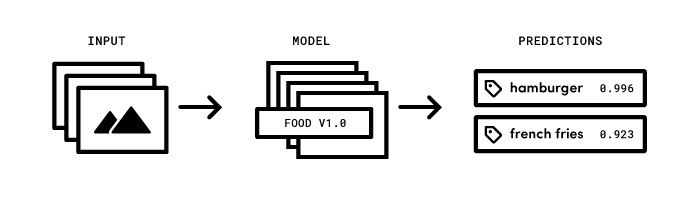 INPUT
MODEL
PREDICTIONS
FOOD V1.0
hamburger 0.996
french fries 0.923